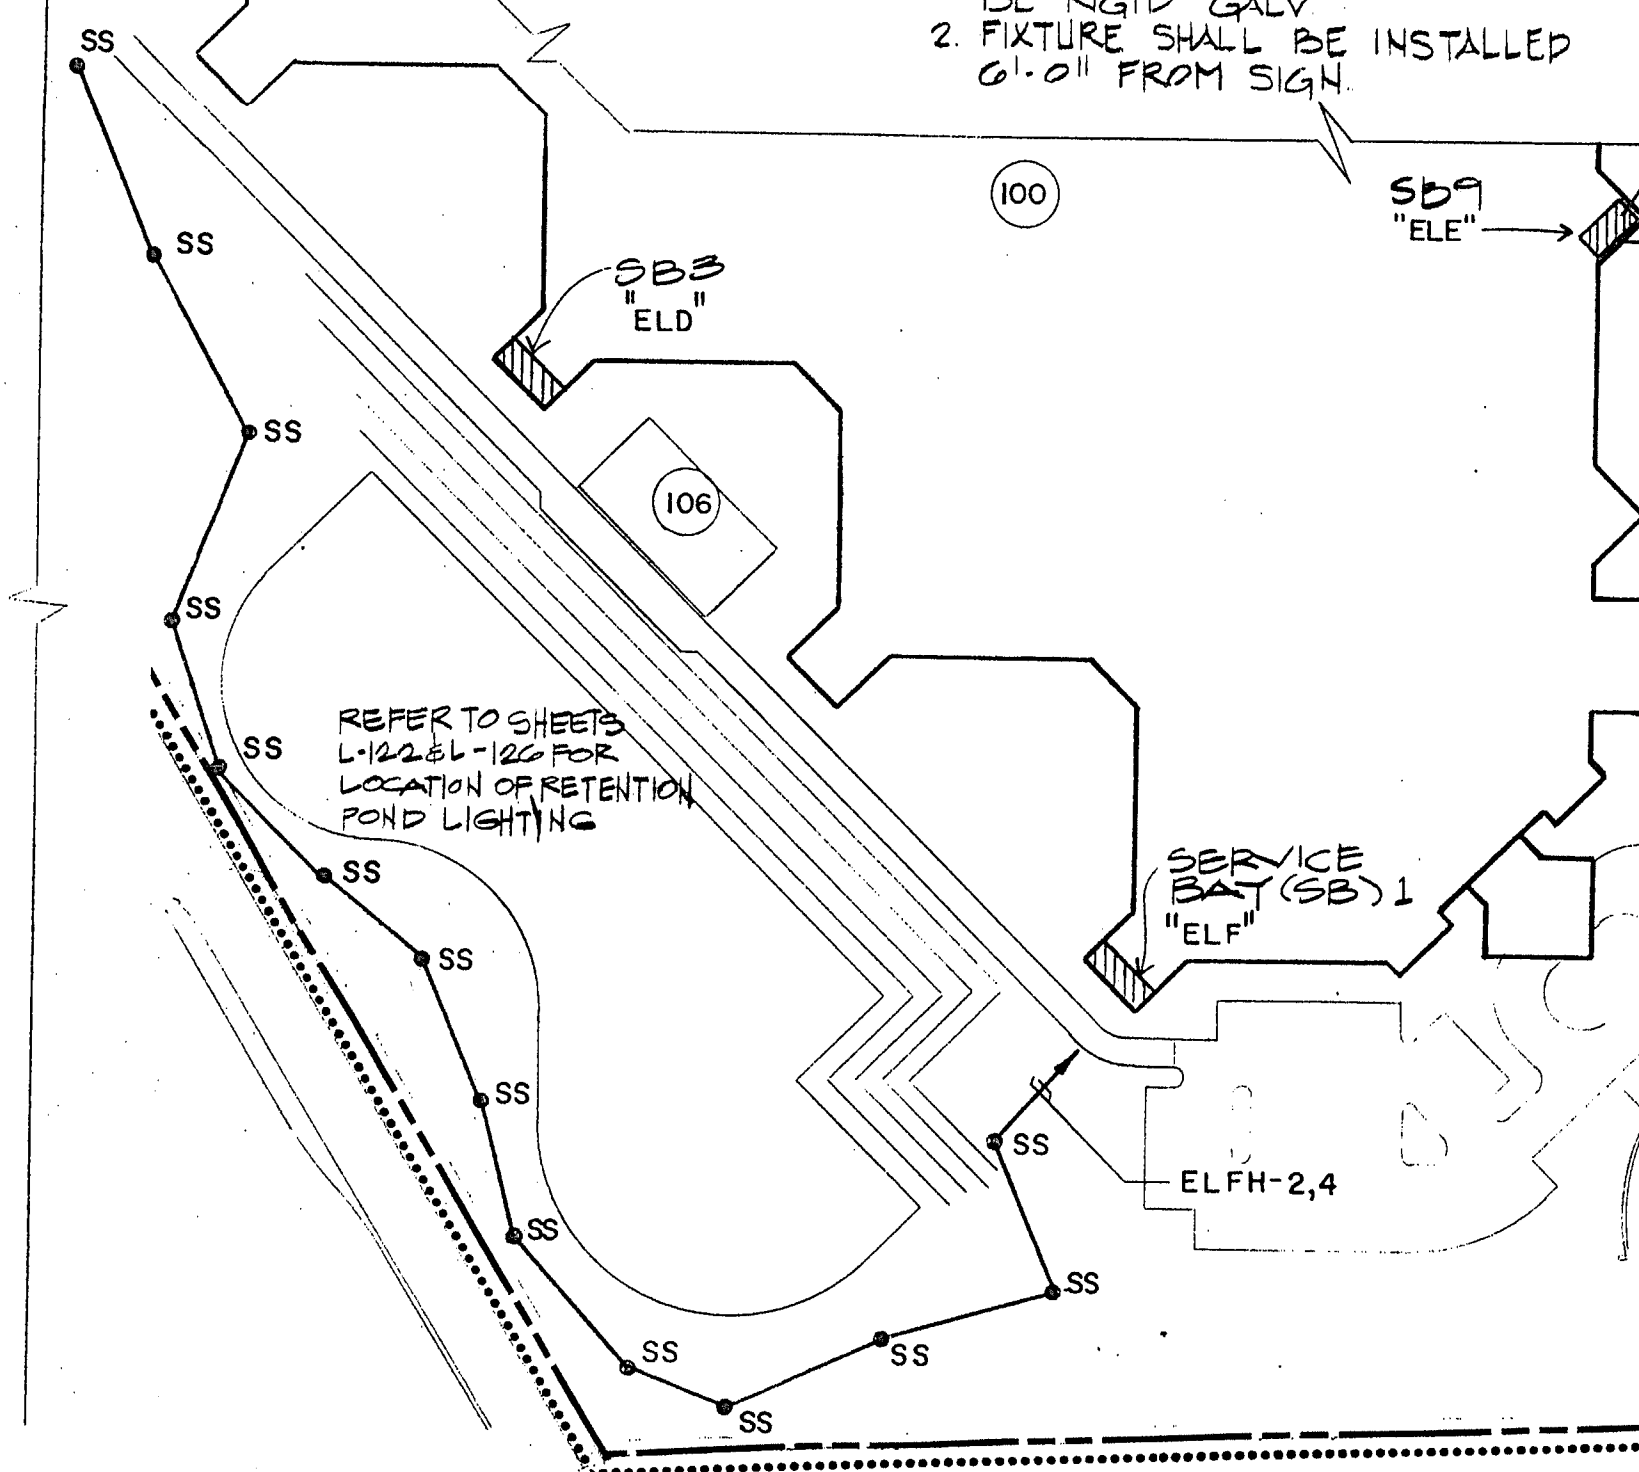 BE RIGID GALV.
2. FIXTURE SHALL BE INSTALLED
6'-0" FROM SIGN.
SS
100
SB9
"ELE"
SS
SB3
"ELD"
SS
106
SS
REFER TO SHEETS
L-122 & L-126 FOR
LOCATION OF RETENTION
POND LIGHTING
SS
SS
SERVICE
BAY (SB) 1
"ELF"
SS
SS
SS
ELFH-2,4
SS
SS
SS
SS
SS